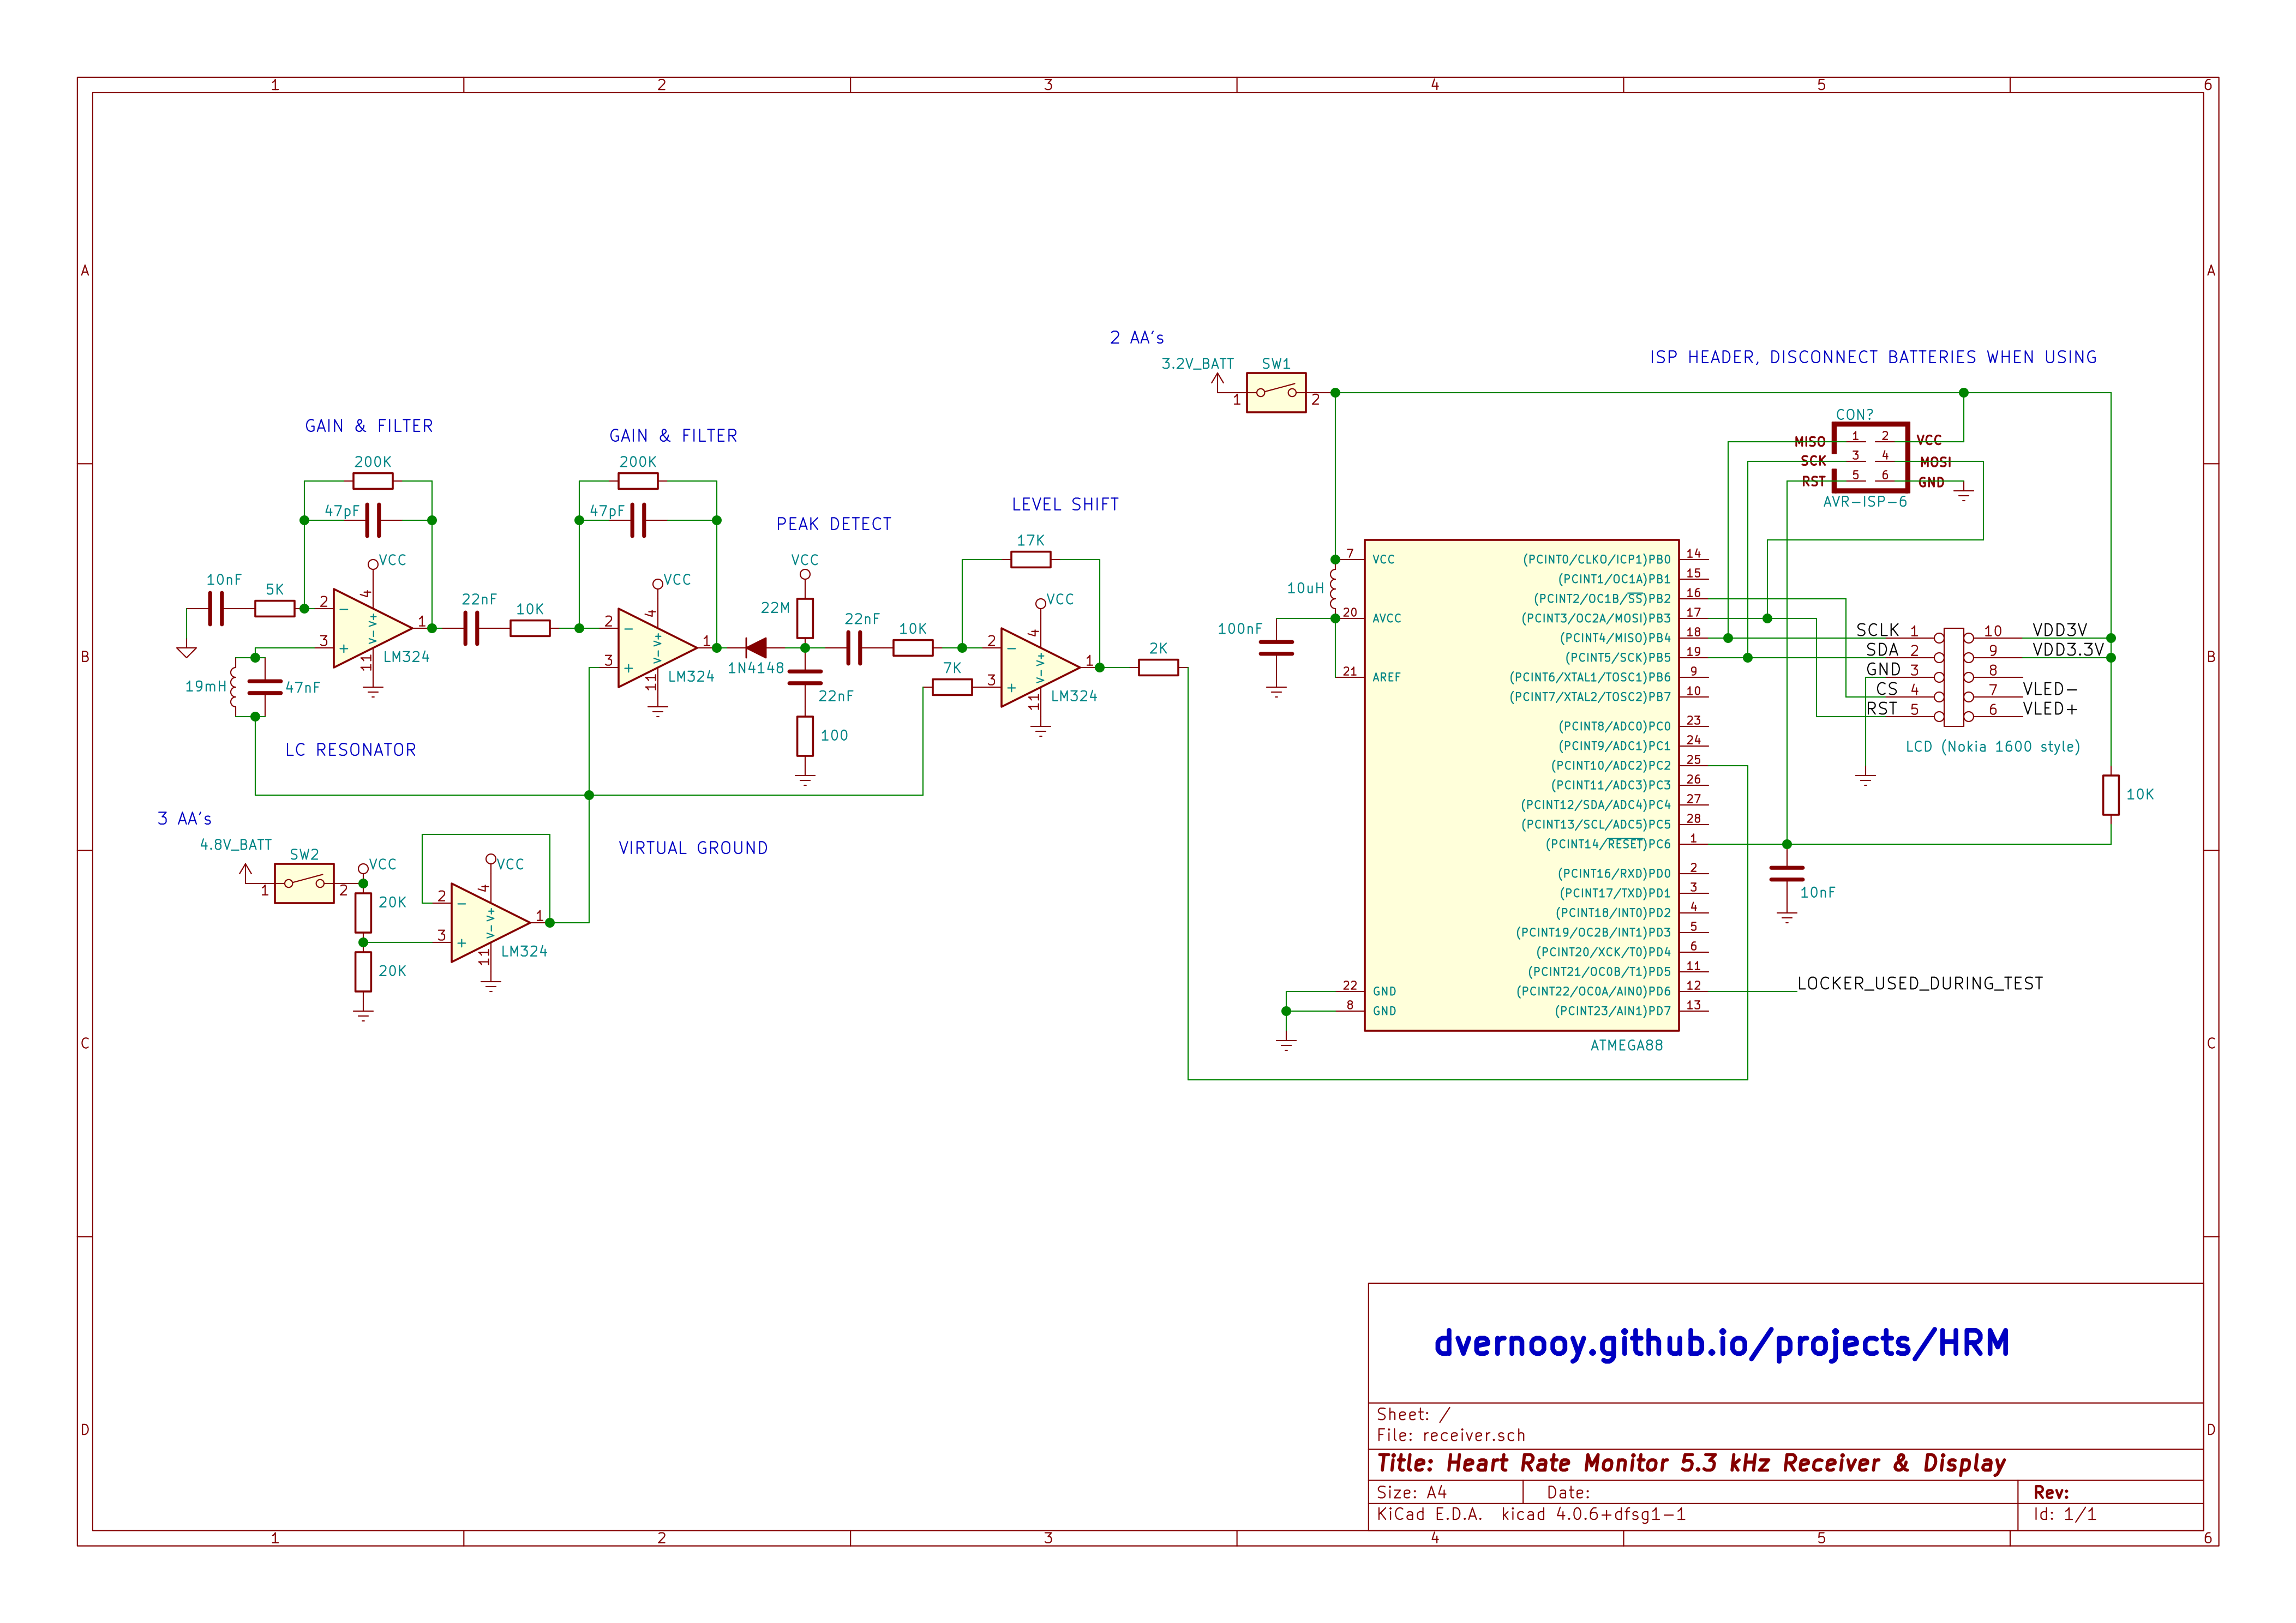 1 2 3 4 5 6
A A
B B
C C
D D
1 2 3 4 5 6
2 AA's
3.2V_BATT
SW1
1 2
ISP HEADER, DISCONNECT BATTERIES WHEN USING
CON?
MISO 1 2 VCC
SCK 3 4 MOSI
RST 5 6 GND
AVR-ISP-6
GAIN & FILTER
200K
47pF
VCC
10nF
5K
2 −
3 +
4
V- V+
11
1
LM324
19mH
47nF
LC RESONATOR
22nF
10K
GAIN & FILTER
200K
47pF
VCC
2 −
3 +
4
V- V+
11
1
LM324
PEAK DETECT
VCC
22M
1N4148
22nF
100
22nF
10K
7K
LEVEL SHIFT
17K
VCC
2 −
3 +
4
V- V+
11
1
LM324
2K
3 AA's
4.8V_BATT
SW2
1 2
VCC
20K
20K
VCC
2 −
3 +
4
V- V+
11
1
LM324
VIRTUAL GROUND
10uH
100nF
7 VCC
20 AVCC
21 AREF
22 GND
8 GND
(PCINT0/CLKO/ICP1)PB0 14
(PCINT1/OC1A)PB1 15
(PCINT2/OC1B/SS)PB2 16
(PCINT3/OC2A/MOSI)PB3 17
(PCINT4/MISO)PB4 18
(PCINT5/SCK)PB5 19
(PCINT6/XTAL1/TOSC1)PB6 9
(PCINT7/XTAL2/TOSC2)PB7 10
(PCINT8/ADC0)PC0 23
(PCINT9/ADC1)PC1 24
(PCINT10/ADC2)PC2 25
(PCINT11/ADC3)PC3 26
(PCINT12/SDA/ADC4)PC4 27
(PCINT13/SCL/ADC5)PC5 28
(PCINT14/RESET)PC6 1
(PCINT16/RXD)PD0 2
(PCINT17/TXD)PD1 3
(PCINT18/INT0)PD2 4
(PCINT19/OC2B/INT1)PD3 5
(PCINT20/XCK/T0)PD4 6
(PCINT21/OC0B/T1)PD5 11
(PCINT22/OC0A/AIN0)PD6 12
(PCINT23/AIN1)PD7 13
ATMEGA88
SCLK 1 10 VDD3V
SDA 2 9 VDD3.3V
GND 3 8
CS 4 7 VLED-
RST 5 6 VLED+
LCD (Nokia 1600 style)
10K
10nF
LOCKER_USED_DURING_TEST
dvernooy.github.io/projects/HRM
Sheet: /
File: receiver.sch
Title: Heart Rate Monitor 5.3 kHz Receiver & Display
Size: A4 Date: Rev:
KiCad E.D.A. kicad 4.0.6+dfsg1-1 Id: 1/1